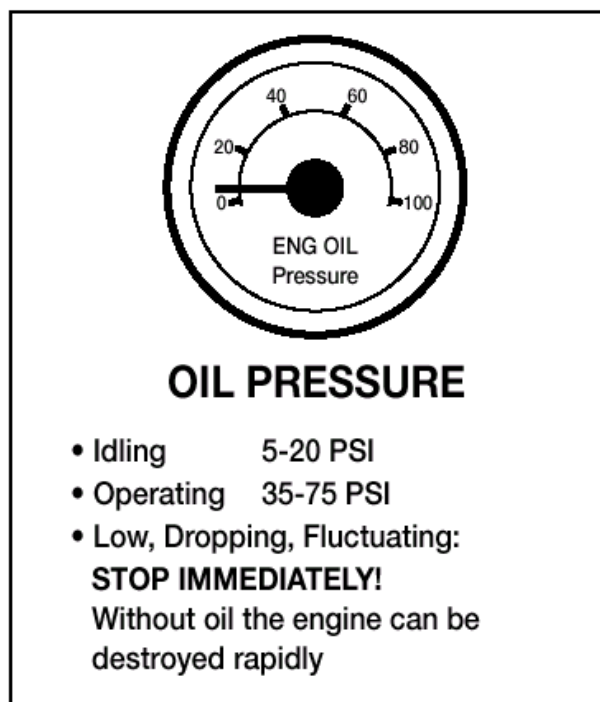 40 60
20 80
0 100
ENG OIL
Pressure
OIL PRESSURE
• Idling 5-20 PSI
• Operating 35-75 PSI
• Low, Dropping, Fluctuating:
STOP IMMEDIATELY!
Without oil the engine can be
destroyed rapidly